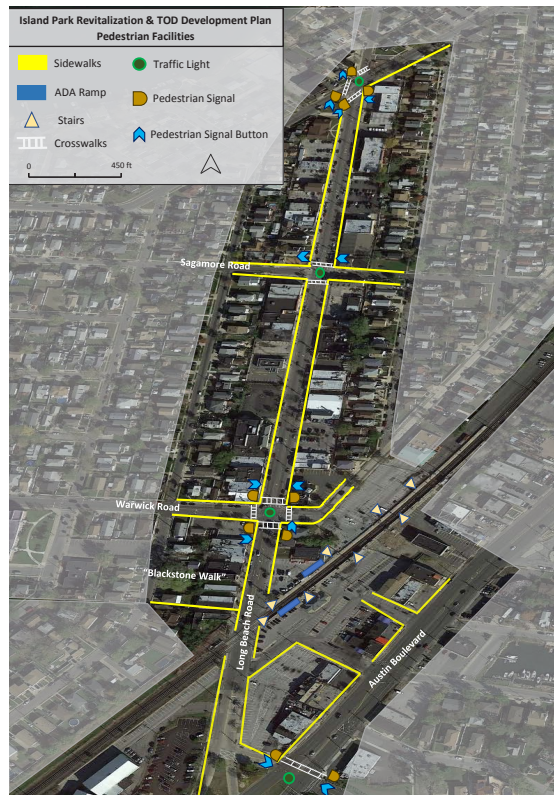 Island Park Revitalization & TOD Development Plan
Pedestrian Facilities
Sidewalks
Traffic Light
ADA Ramp
Pedestrian Signal
Stairs
Pedestrian Signal Button
Crosswalks
0 450 ft
Sagamore Road
Warwick Road
"Blackstone Walk"
Long Beach Road
Austin Boulevard